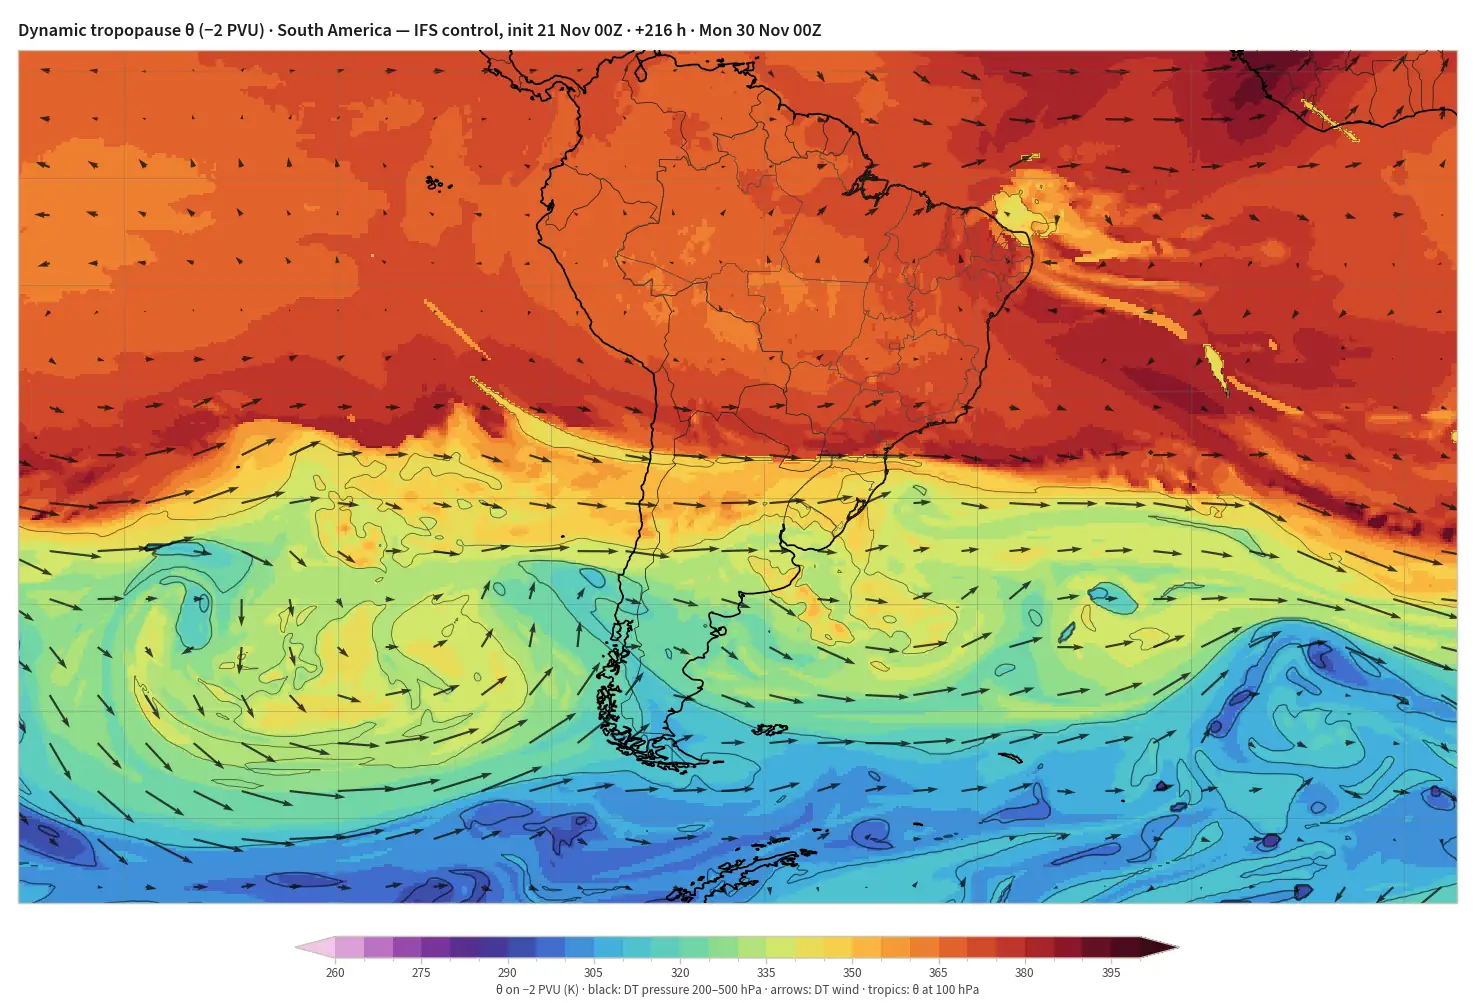 Dynamic tropopause θ (−2 PVU) · South America — IFS control, init 21 Nov 00Z · +216 h · Mon 30 Nov 00Z
260 275 290 305 320 335 350 365 380 395
θ on −2 PVU (K) · black: DT pressure 200–500 hPa · arrows: DT wind · tropics: θ at 100 hPa